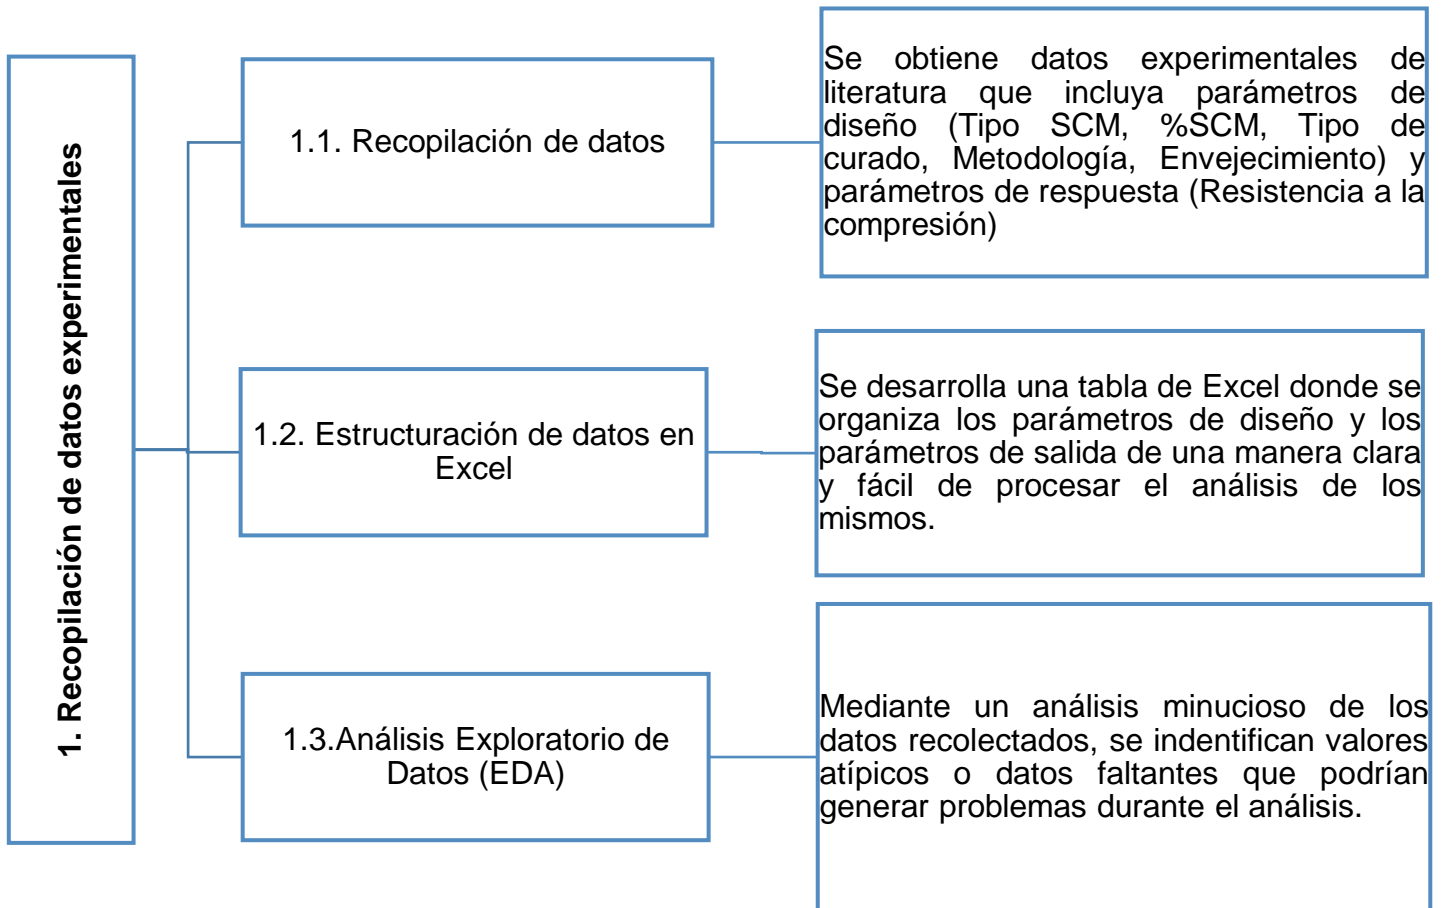 1. Recopilación de datos experimentales
1.1. Recopilación de datos
Se obtiene datos experimentales de
literatura que incluya parámetros de
diseño (Tipo SCM, %SCM, Tipo de
curado, Metodología, Envejecimiento) y
parámetros de respuesta (Resistencia a la
compresión)
1.2. Estructuración de datos en
Excel
Se desarrolla una tabla de Excel donde se
organiza los parámetros de diseño y los
parámetros de salida de una manera clara
y fácil de procesar el análisis de los
mismos.
1.3.Análisis Exploratorio de
Datos (EDA)
Mediante un análisis minucioso de los
datos recolectados, se indentifican valores
atípicos o datos faltantes que podrían
generar problemas durante el análisis.